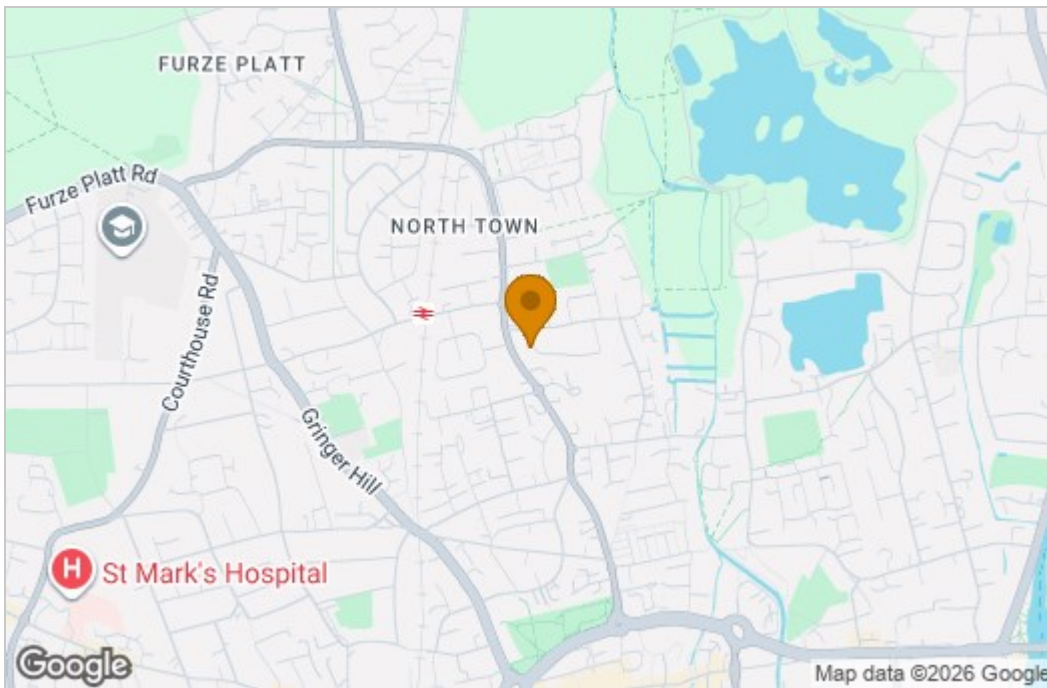 FURZE PLATT
Furze Platt Rd
NORTH TOWN
Courthouse Rd
Gringer Hill
H
St Mark's Hospital
Google
Map data ©2026 Google